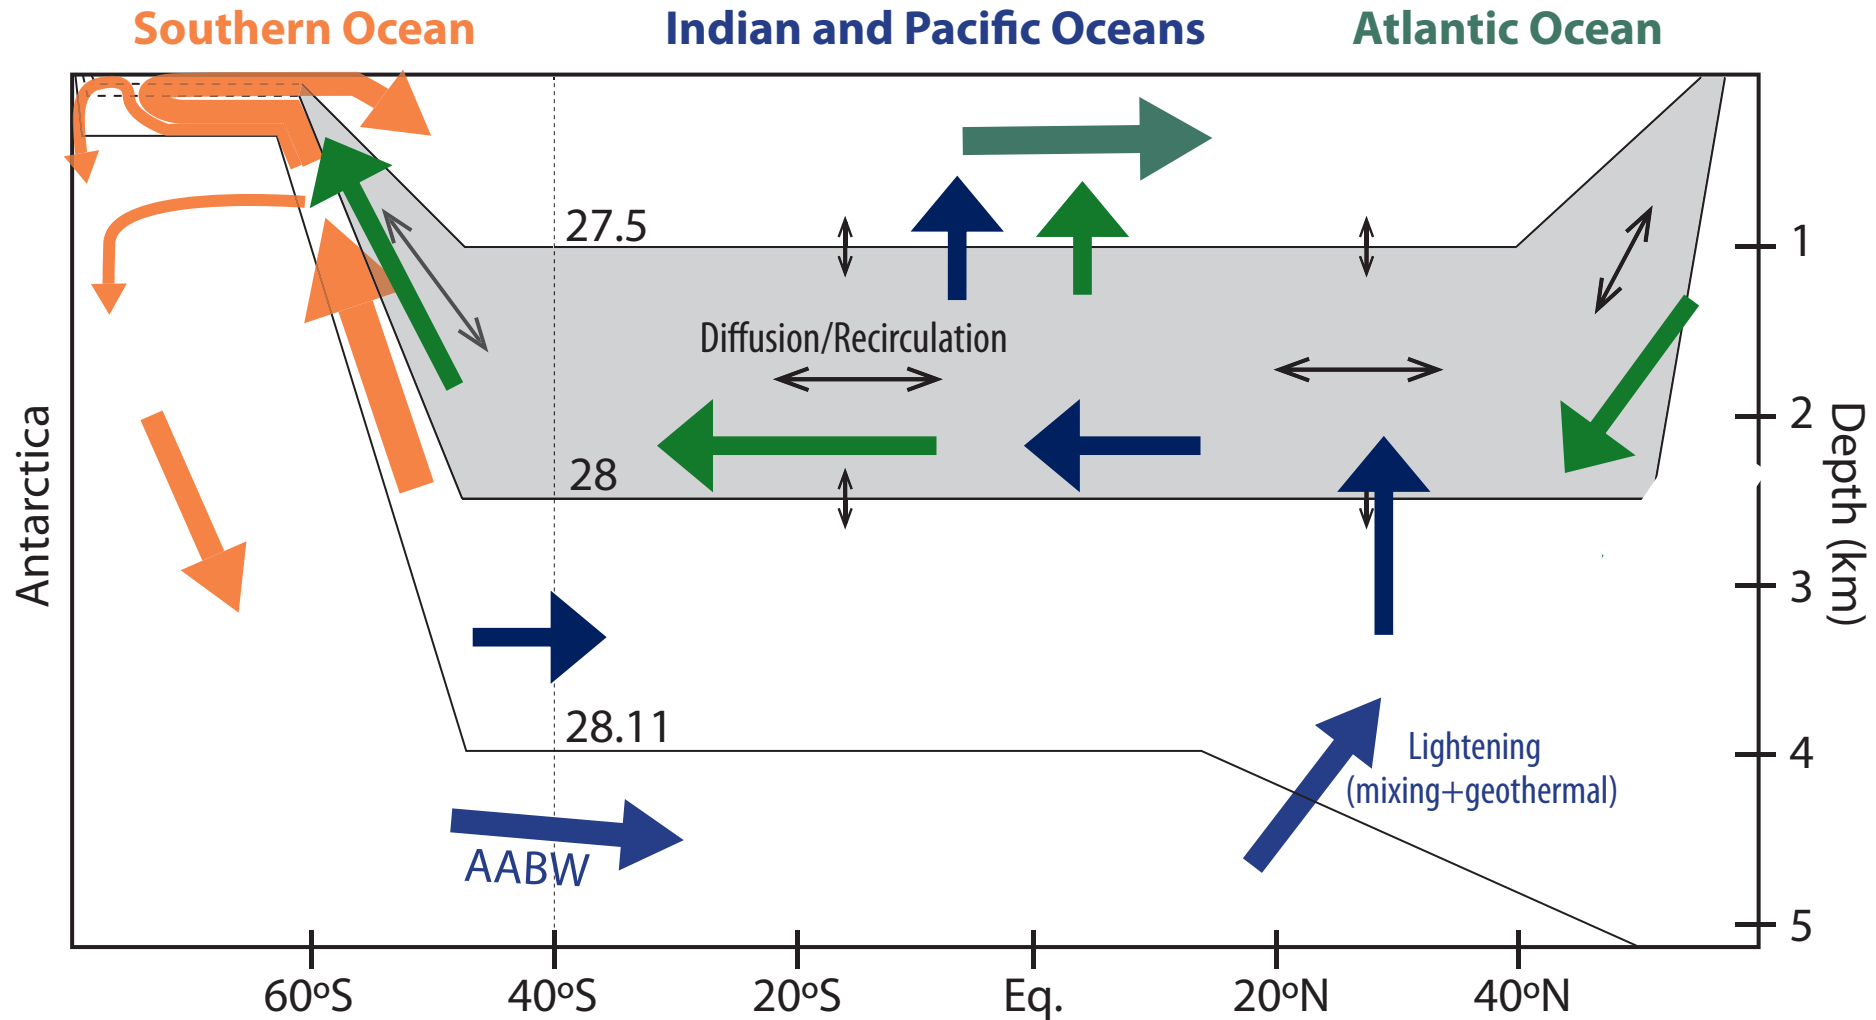 Southern Ocean
Indian and Pacific Oceans
Atlantic Ocean
27.5
1
Diffusion/Recirculation
2
28
Antarctica
Depth (km)
3
28.11
Lightening
(mixing+geothermal)
4
AABW
5
60ºS
40ºS
20ºS
Eq.
20ºN
40ºN